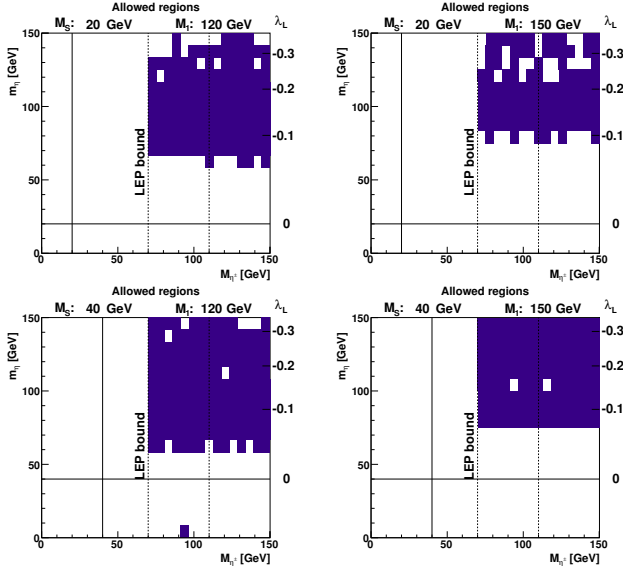 Allowed regions
M_S: 20 GeV M_1: 120 GeV λ_L
m_η [GeV]
150
100
50
0
-0.3
-0.2
-0.1
0
LEP bound
0 50 100 150
M_η± [GeV]
Allowed regions
M_S: 20 GeV M_1: 150 GeV λ_L
m_η [GeV]
150
100
50
0
-0.3
-0.2
-0.1
0
LEP bound
0 50 100 150
M_η± [GeV]
Allowed regions
M_S: 40 GeV M_1: 120 GeV λ_L
m_η [GeV]
150
100
50
0
-0.3
-0.2
-0.1
0
LEP bound
0 50 100 150
M_η± [GeV]
Allowed regions
M_S: 40 GeV M_1: 150 GeV λ_L
m_η [GeV]
150
100
50
0
-0.3
-0.2
-0.1
0
LEP bound
0 50 100 150
M_η± [GeV]